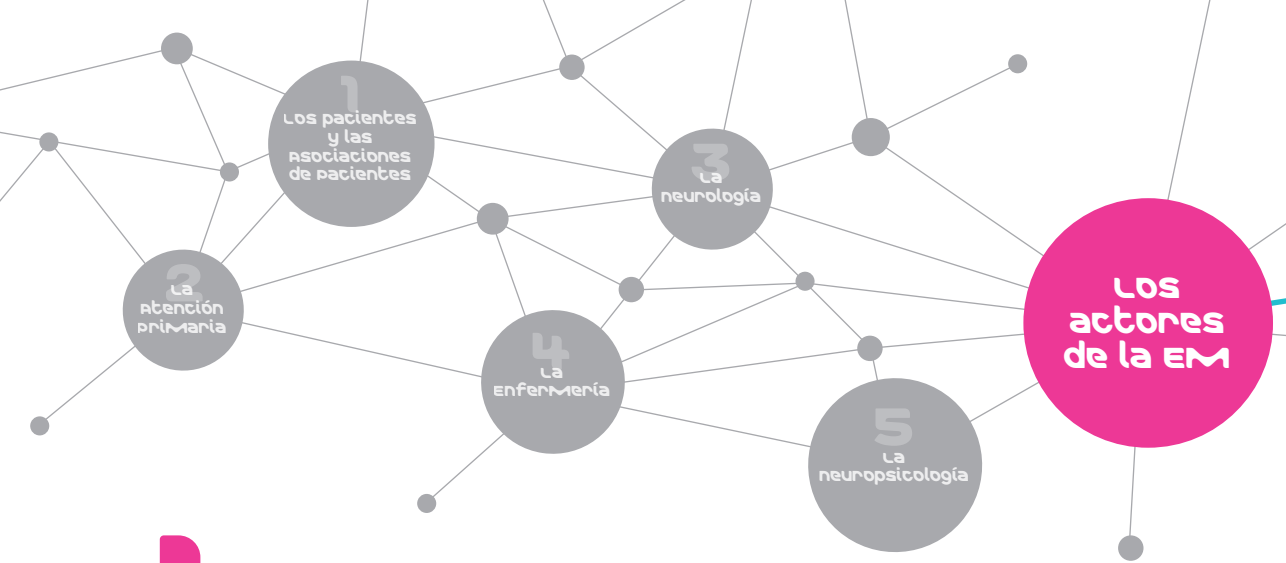 1
Los pacientes
y las
Asociaciones
de pacientes
2
La
Atención
primaria
3
La
neurología
4
La
Enfermería
5
La
neuropsicología
Los
actores
de la EM